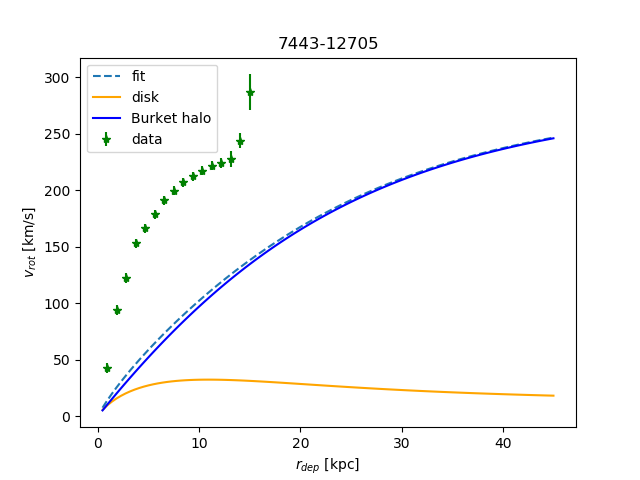 7443-12705
fit
disk
Burket halo
data
300
250
200
150
100
50
0
v_rot [km/s]
0 10 20 30 40
r_dep [kpc]